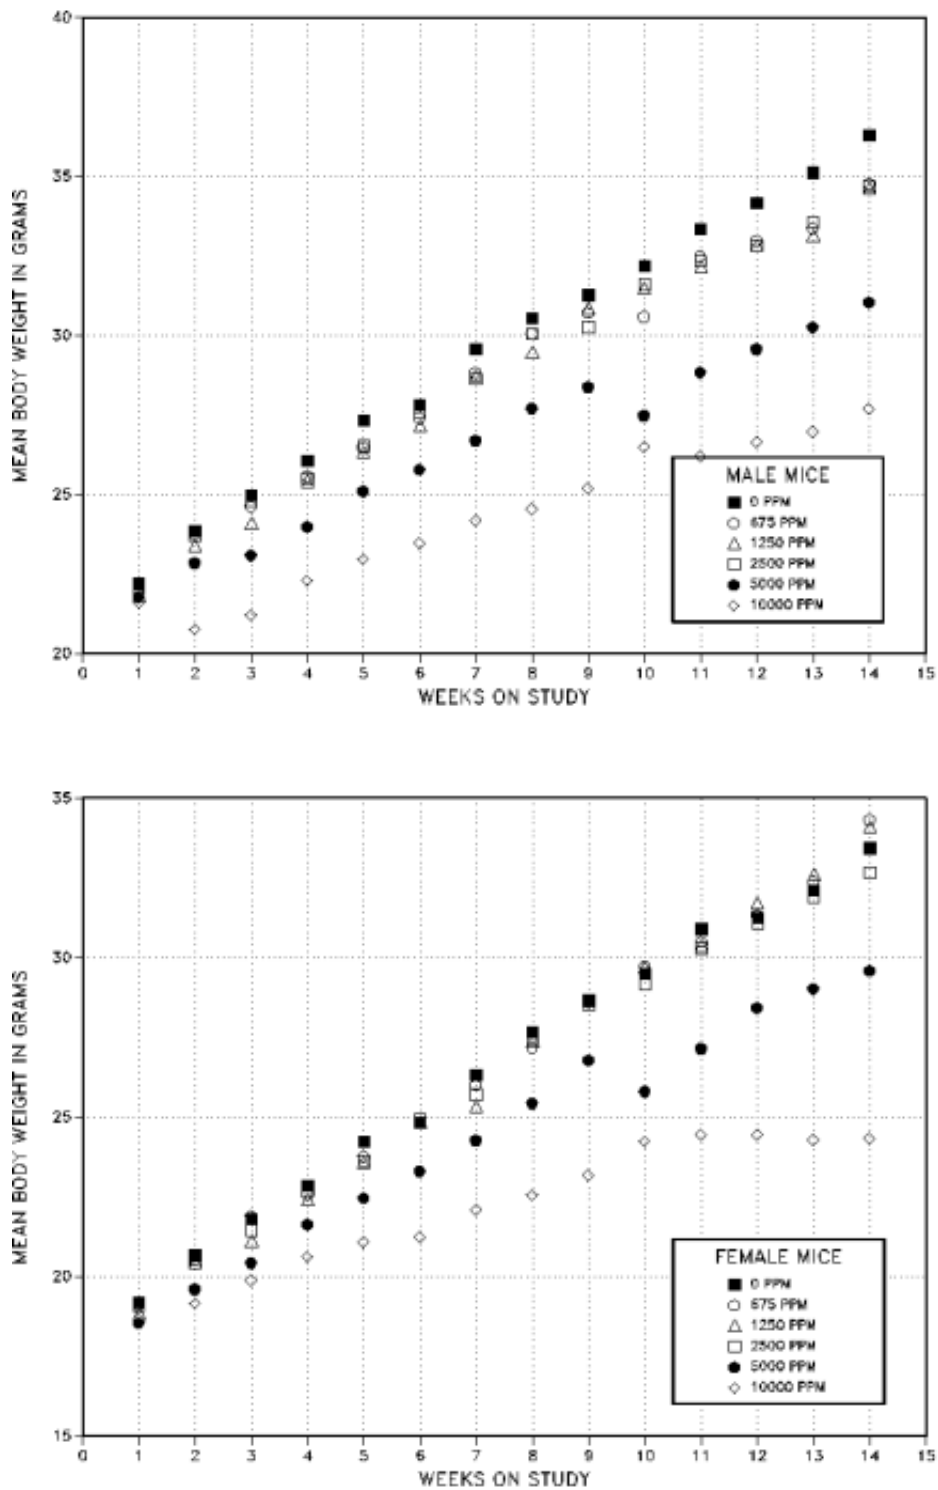 40
35
30
25
20
MEAN BODY WEIGHT IN GRAMS
MALE MICE
0 PPM
675 PPM
1250 PPM
2500 PPM
5000 PPM
10000 PPM
0 1 2 3 4 5 6 7 8 9 10 11 12 13 14 15
WEEKS ON STUDY
35
30
25
20
15
MEAN BODY WEIGHT IN GRAMS
FEMALE MICE
0 PPM
675 PPM
1250 PPM
2500 PPM
5000 PPM
10000 PPM
0 1 2 3 4 5 6 7 8 9 10 11 12 13 14 15
WEEKS ON STUDY